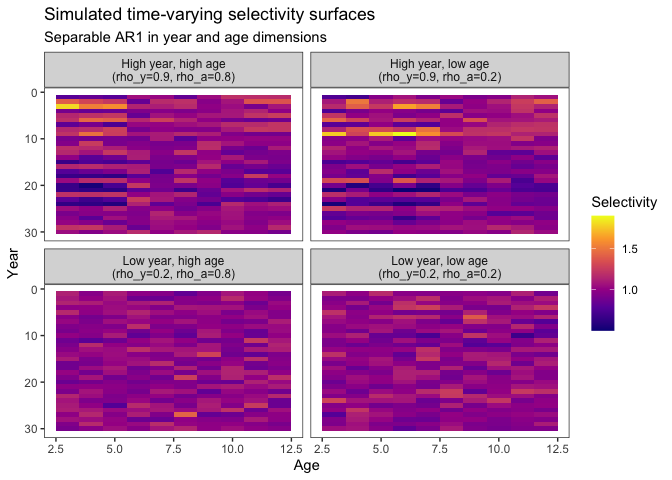 Simulated time-varying selectivity surfaces
Separable AR1 in year and age dimensions
High year, high age
(rho_y=0.9, rho_a=0.8)
High year, low age
(rho_y=0.9, rho_a=0.2)
0
10
20
30
Low year, high age
(rho_y=0.2, rho_a=0.8)
Low year, low age
(rho_y=0.2, rho_a=0.2)
0
10
20
30
Year
2.5 5.0 7.5 10.0 12.5
2.5 5.0 7.5 10.0 12.5
Age
Selectivity
1.5
1.0